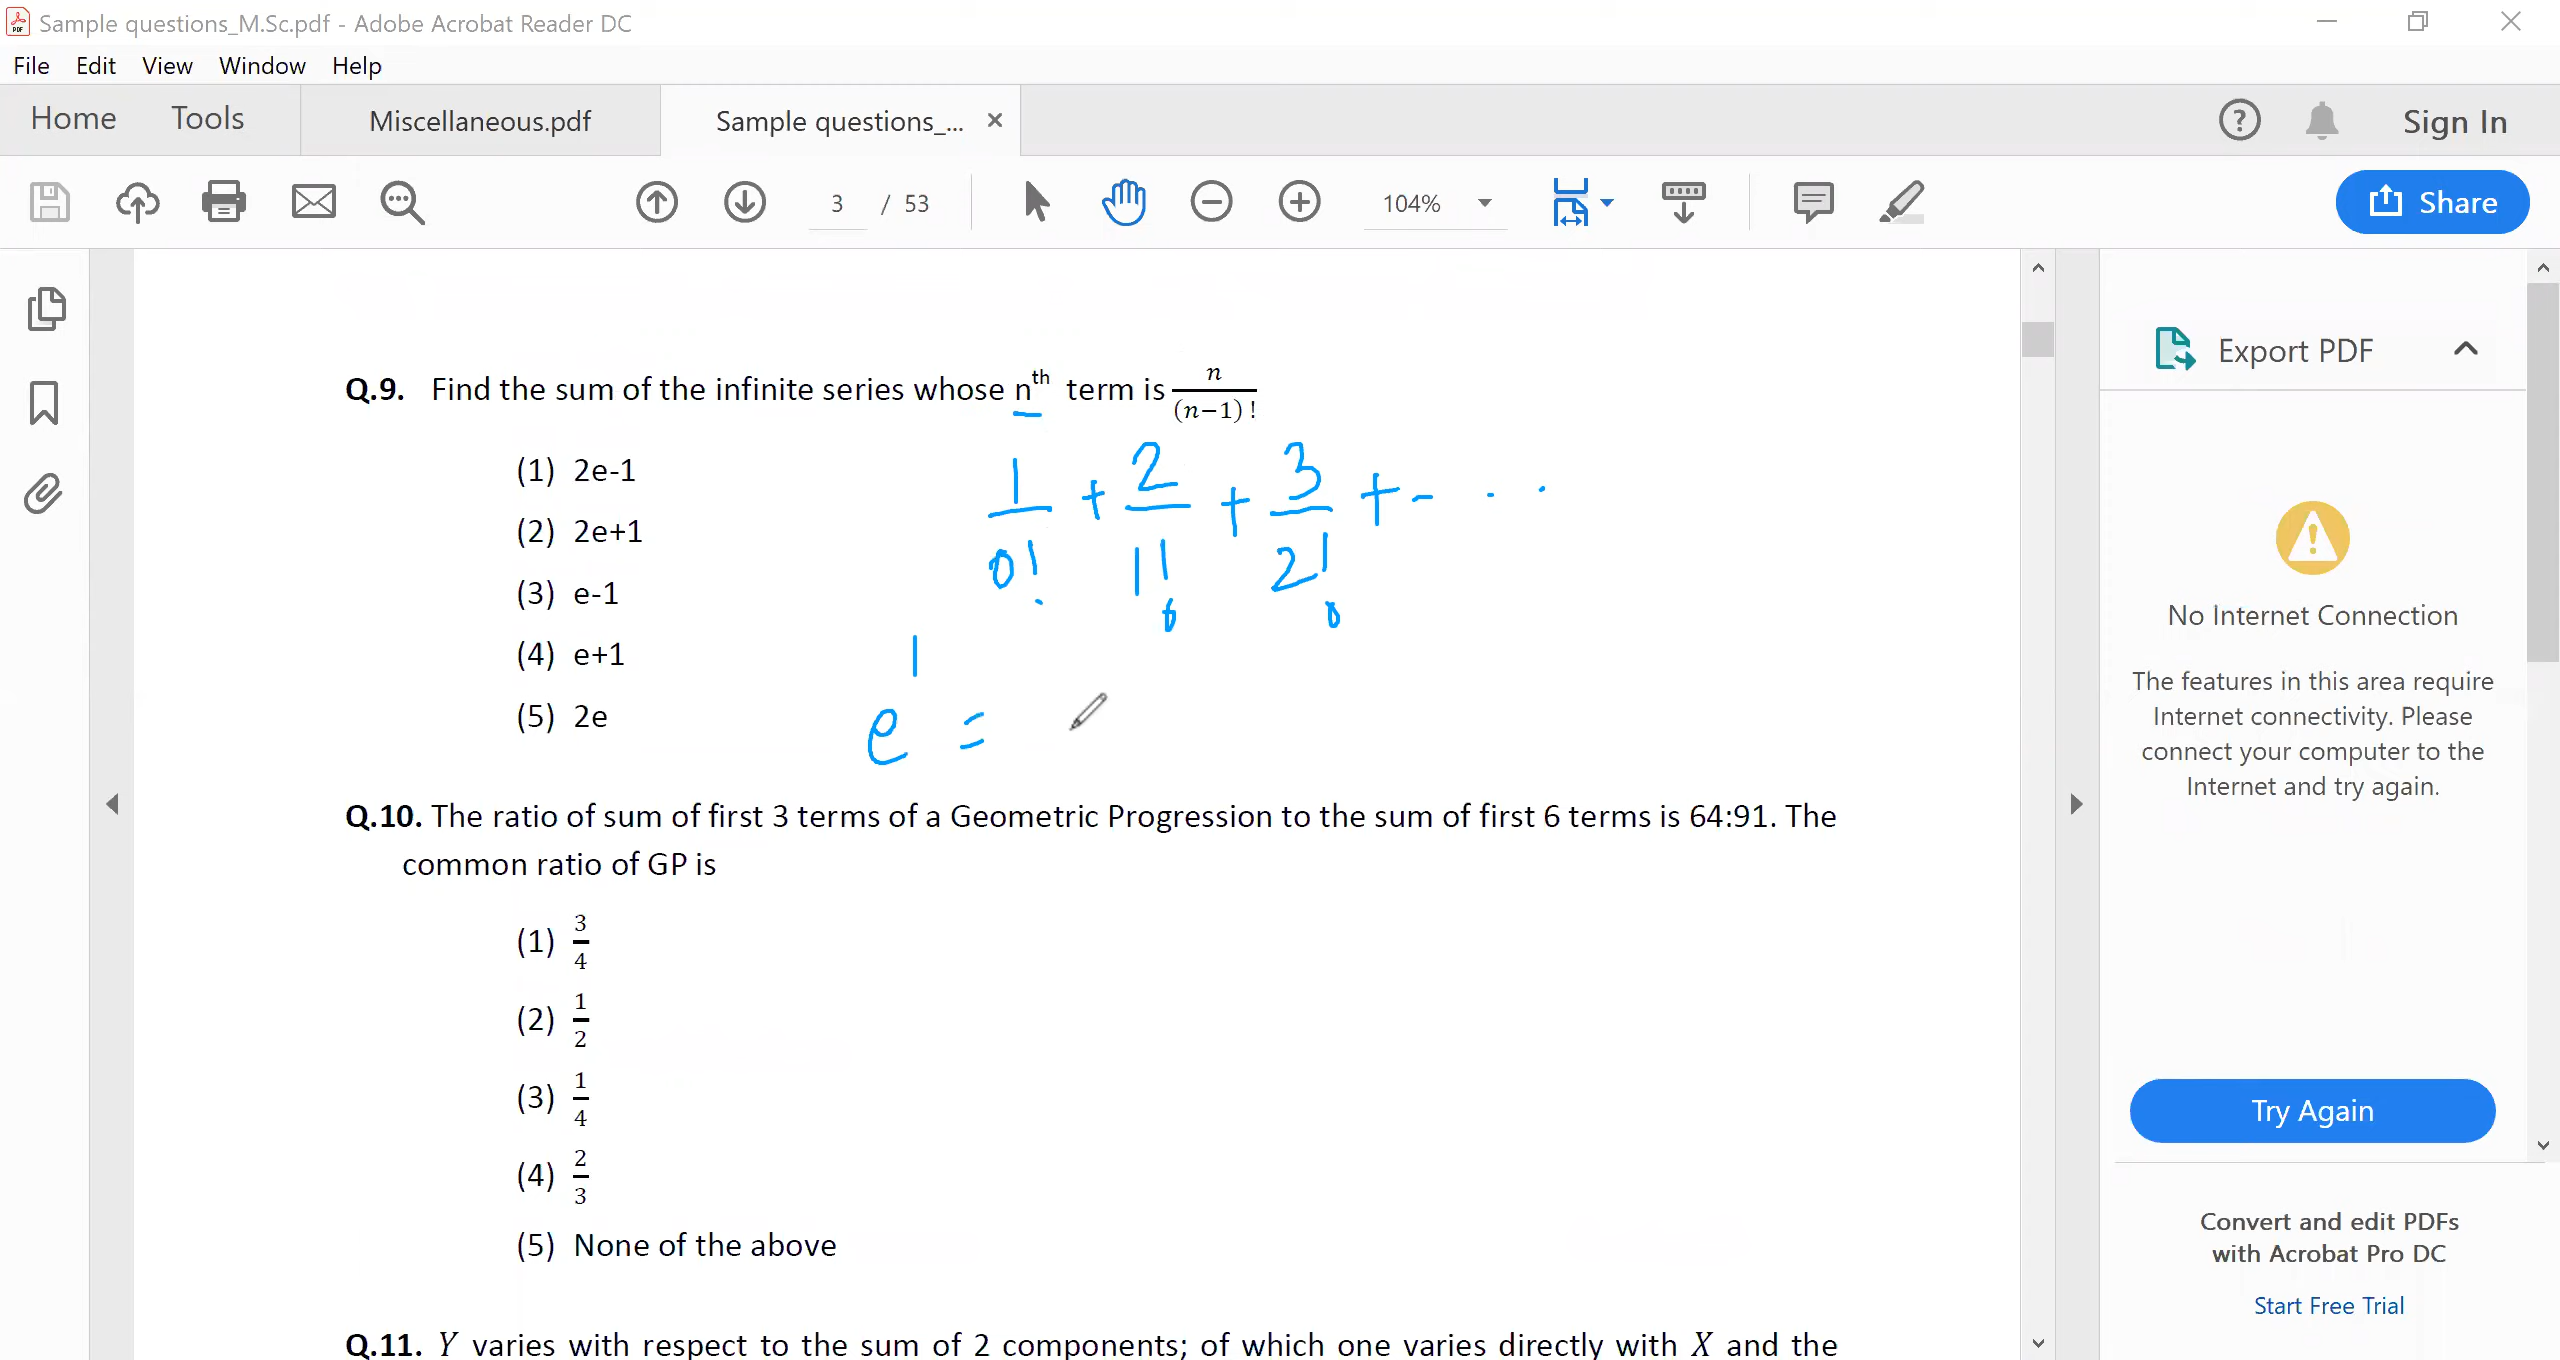 Sample questions_M.Sc.pdf - Adobe Acrobat Reader DC
File Edit View Window Help
Home Tools Miscellaneous.pdf Sample questions_... × ? Sign In
3 / 53 104% Share
Export PDF
Q.9. Find the sum of the infinite series whose nth term is n/(n−1)!
(1) 2e-1
(2) 2e+1
(3) e-1
(4) e+1
(5) 2e
1/0! + 2/1! + 3/2! + - . .
e^1 =
Q.10. The ratio of sum of first 3 terms of a Geometric Progression to the sum of first 6 terms is 64:91. The
common ratio of GP is
(1) 3/4
(2) 1/2
(3) 1/4
(4) 2/3
(5) None of the above
Q.11. Y varies with respect to the sum of 2 components; of which one varies directly with X and the
No Internet Connection
The features in this area require
Internet connectivity. Please
connect your computer to the
Internet and try again.
Try Again
Convert and edit PDFs
with Acrobat Pro DC
Start Free Trial